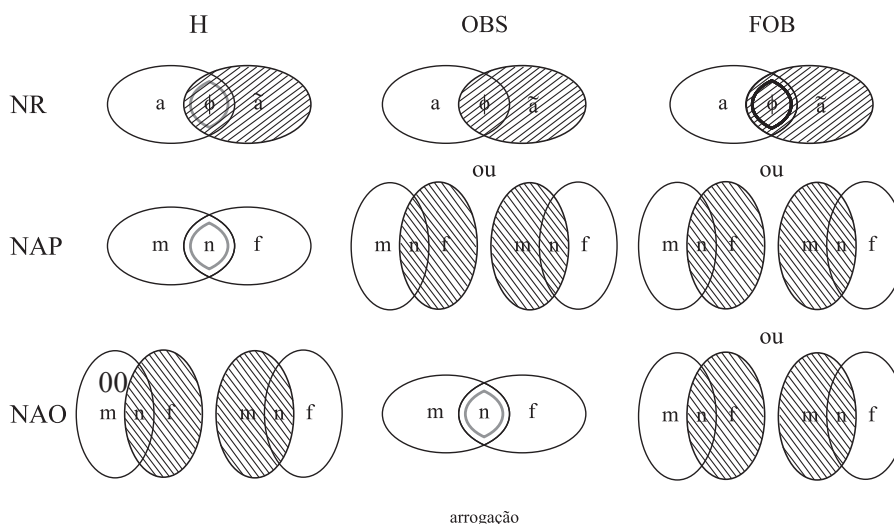 H OBS FOB
NR a ϕ ã a ϕ ã a ϕ ã
ou ou
NAP m n f m n f m n f m n f m n f
ou
00
NAO m n f m n f m n f m n f m n f
arrogação